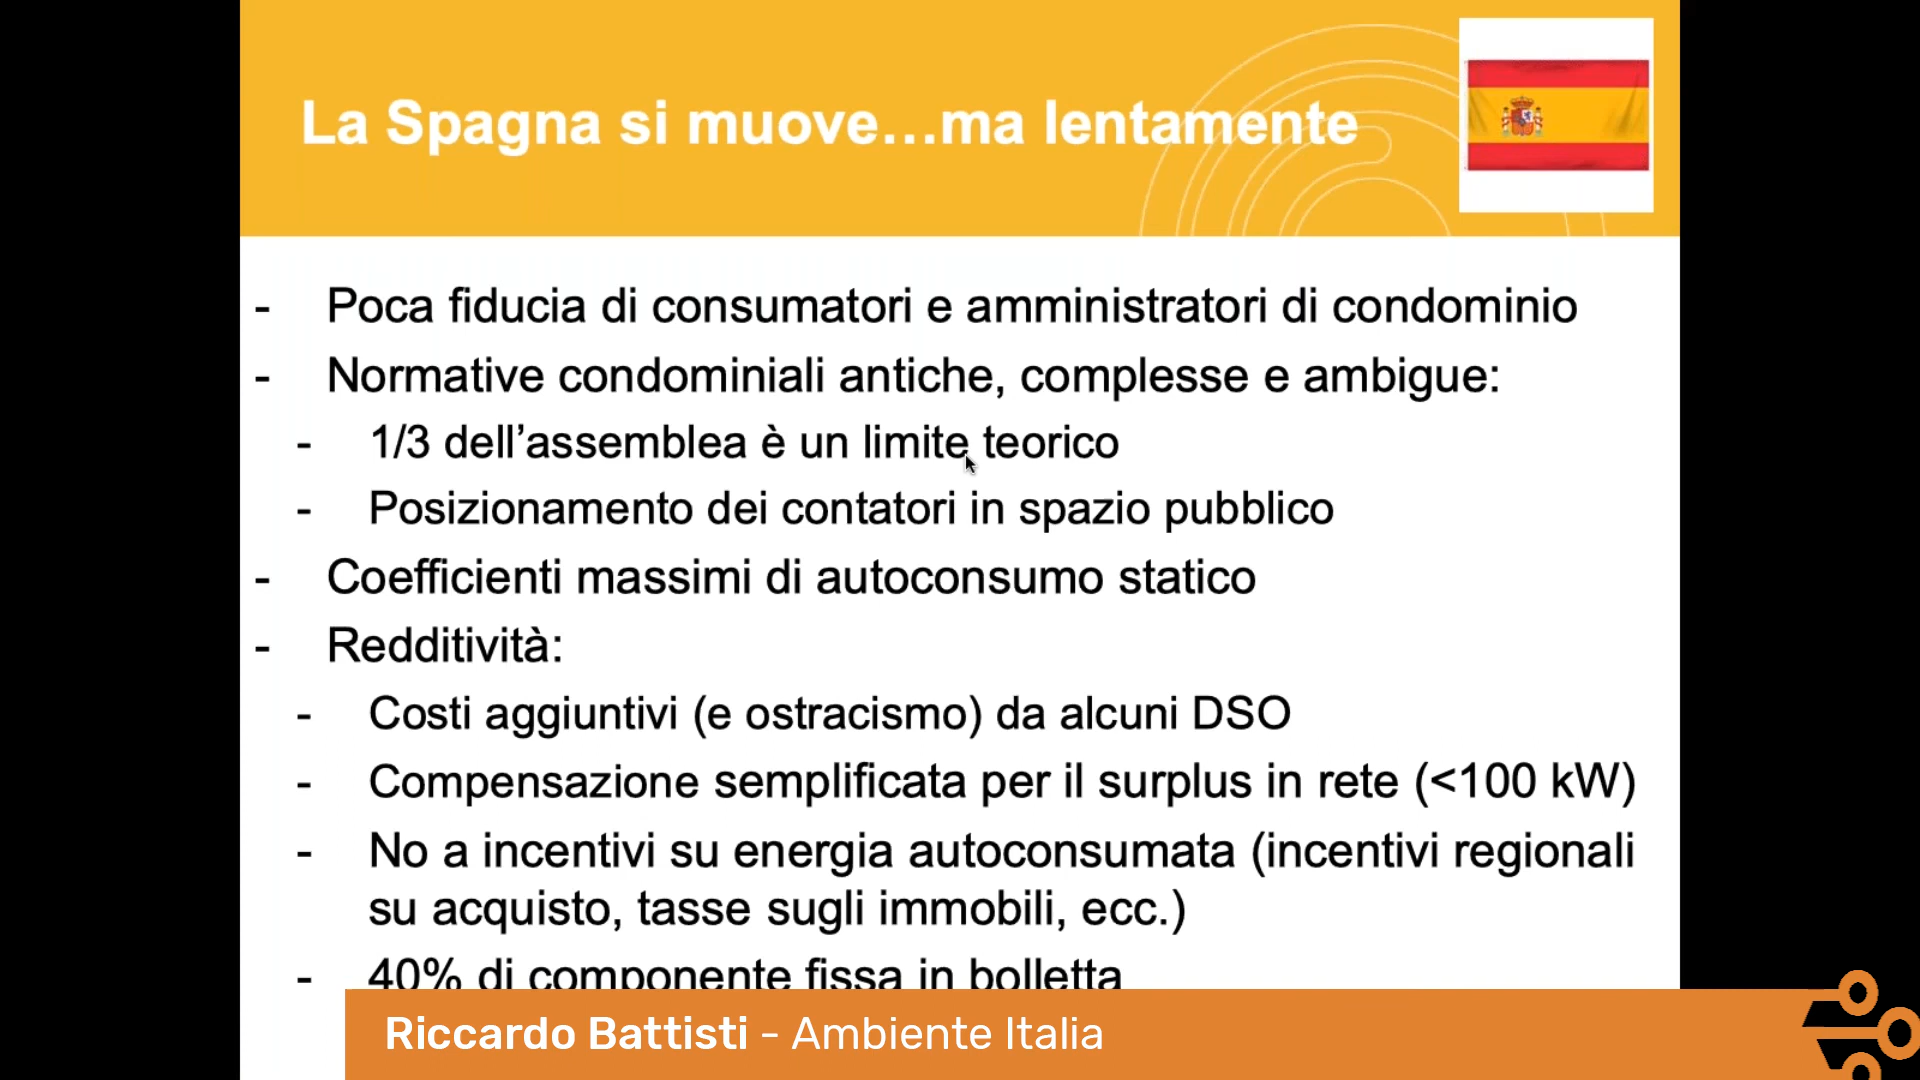 La Spagna si muove...ma lentamente
- Poca fiducia di consumatori e amministratori di condominio
- Normative condominiali antiche, complesse e ambigue:
- 1/3 dell’assemblea è un limite teorico
- Posizionamento dei contatori in spazio pubblico
- Coefficienti massimi di autoconsumo statico
- Redditività:
- Costi aggiuntivi (e ostracismo) da alcuni DSO
- Compensazione semplificata per il surplus in rete (<100 kW)
- No a incentivi su energia autoconsumata (incentivi regionali
su acquisto, tasse sugli immobili, ecc.)
- 40% di componente fissa in bolletta
Riccardo Battisti - Ambiente Italia